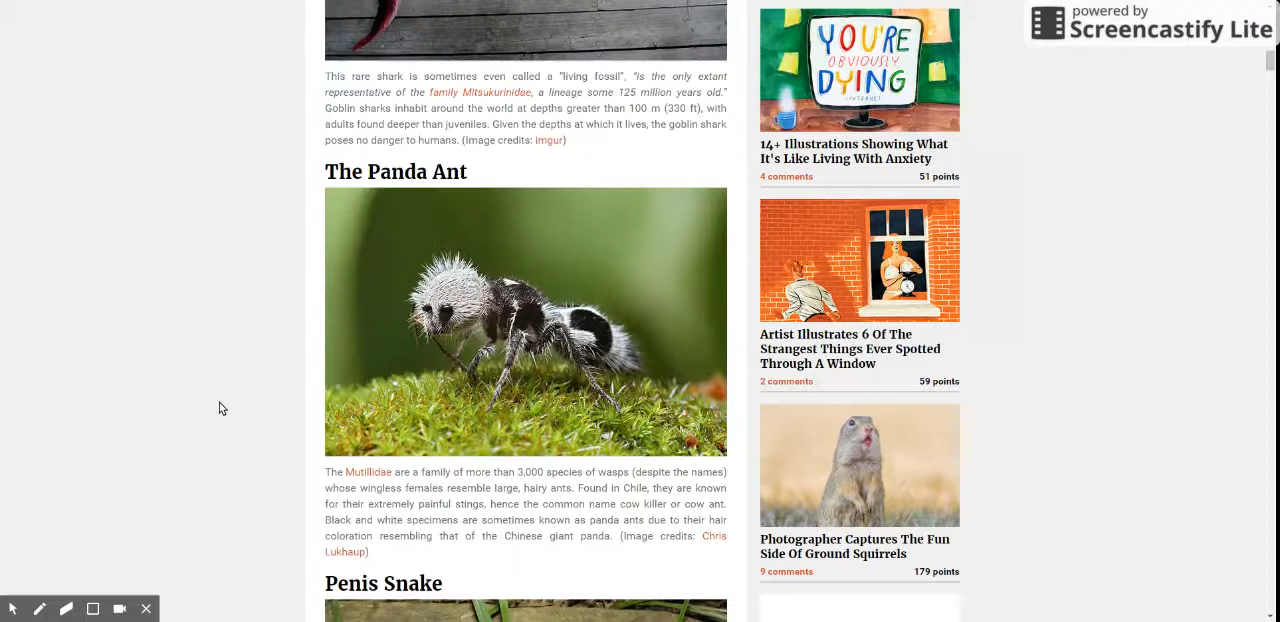 powered by
Screencastify Lite
This rare shark is sometimes even called a "living fossil", "is the only extant
representative of the family Mitsukurinidae, a lineage some 125 million years old."
Goblin sharks inhabit around the world at depths greater than 100 m (330 ft), with
adults found deeper than juveniles. Given the depths at which it lives, the goblin shark
poses no danger to humans. (Image credits: imgur)
The Panda Ant
The Mutillidae are a family of more than 3,000 species of wasps (despite the names)
whose wingless females resemble large, hairy ants. Found in Chile, they are known
for their extremely painful stings, hence the common name cow killer or cow ant.
Black and white specimens are sometimes known as panda ants due to their hair
coloration resembling that of the Chinese giant panda. (Image credits: Chris
Lukhaup)
Penis Snake
YOU'RE
OBVIOUSLY
DYING
14+ Illustrations Showing What
It's Like Living With Anxiety
4 comments 51 points
Artist Illustrates 6 Of The
Strangest Things Ever Spotted
Through A Window
2 comments 59 points
Photographer Captures The Fun
Side Of Ground Squirrels
9 comments 179 points